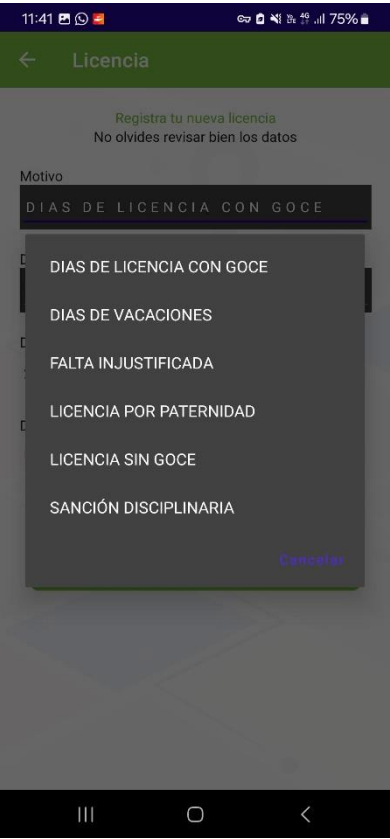 11:41 75%
Licencia
Registra tu nueva licencia
No olvides revisar bien los datos
Motivo
DIAS DE LICENCIA CON GOCE
DIAS DE LICENCIA CON GOCE
DIAS DE VACACIONES
FALTA INJUSTIFICADA
LICENCIA POR PATERNIDAD
LICENCIA SIN GOCE
SANCIÓN DISCIPLINARIA
Cancelar